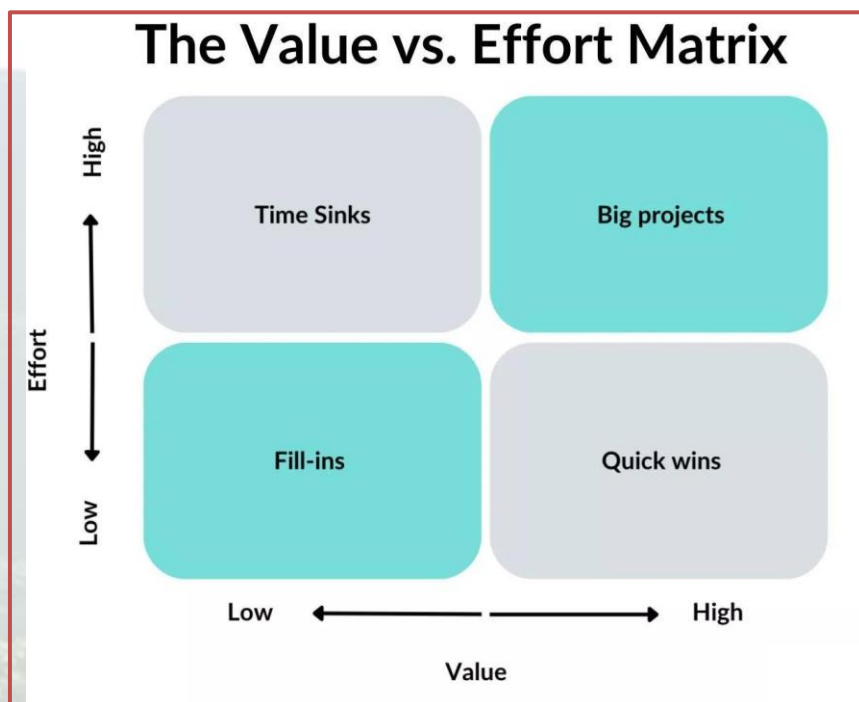 The Value vs. Effort Matrix
High
Time Sinks
Big projects
Effort
Fill-ins
Quick wins
Low
Low
High
Value